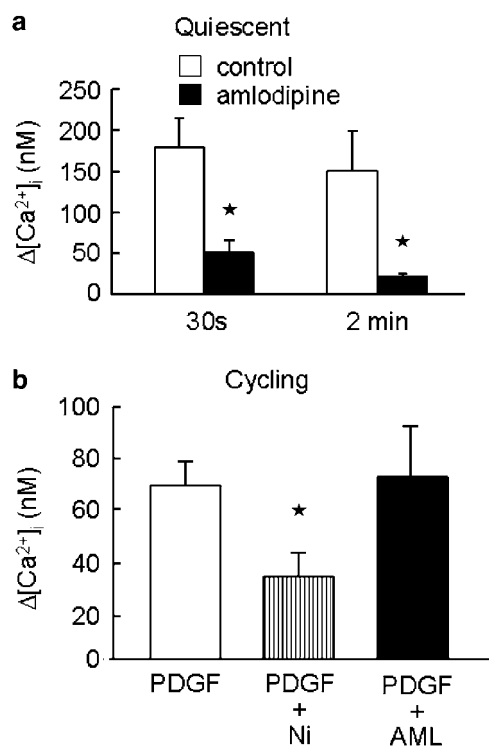 a
Quiescent
control
amlodipine
Δ[Ca²⁺]ᵢ (nM)
250
200
150
100
50
0
30s
2 min
b
Cycling
Δ[Ca²⁺]ᵢ (nM)
100
80
60
40
20
0
PDGF
PDGF
+
Ni
PDGF
+
AML